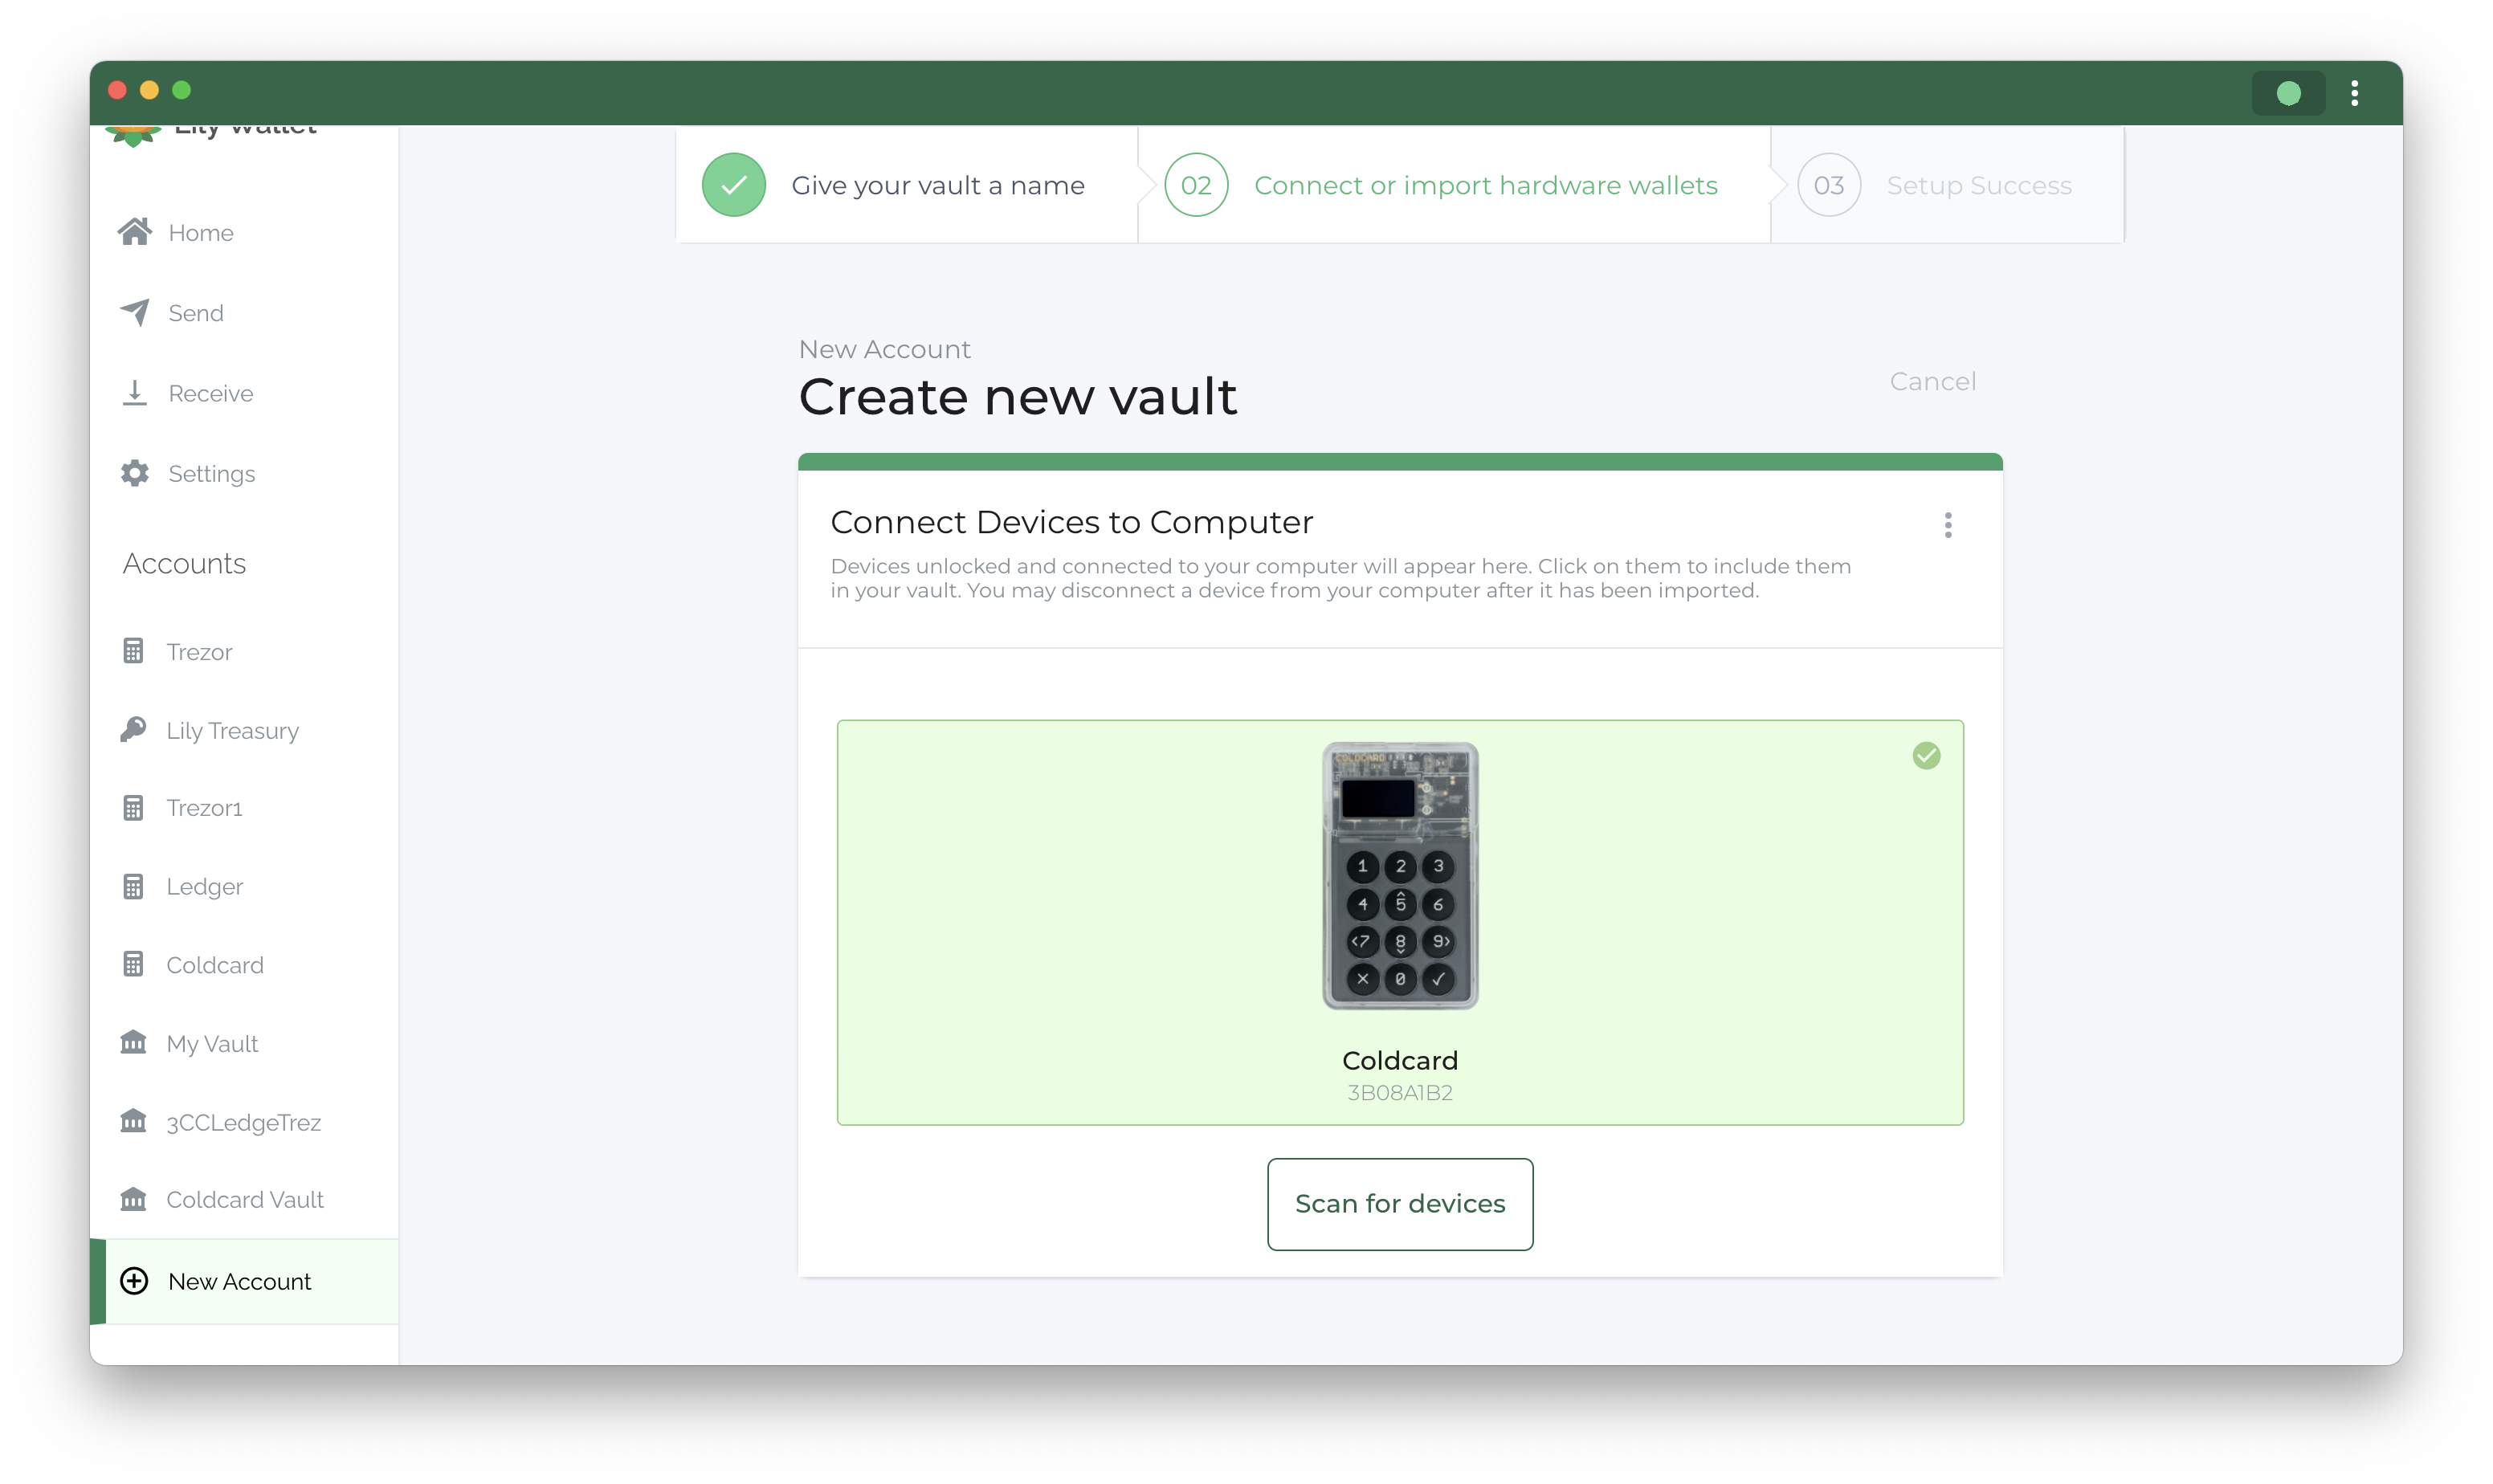 Lily Wallet
Home
Send
Receive
Settings
Accounts
Trezor
Lily Treasury
Trezor1
Ledger
Coldcard
My Vault
3CCLedgeTrez
Coldcard Vault
New Account
Give your vault a name
02
Connect or import hardware wallets
03
Setup Success
New Account
Create new vault
Cancel
Connect Devices to Computer
Devices unlocked and connected to your computer will appear here. Click on them to include them
in your vault. You may disconnect a device from your computer after it has been imported.
COLDCARD
1 2 3
4 5 6
<7 8 9>
X 0 ✓
Coldcard
3B08A1B2
Scan for devices